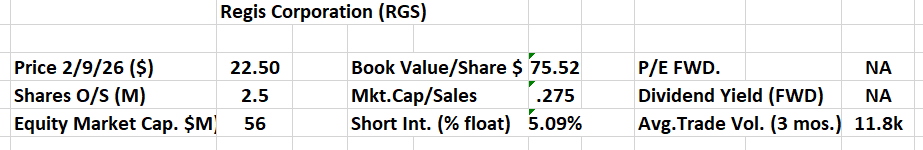 Regis Corporation (RGS)
Price 2/9/26 ($) 22.50 Book Value/Share $ 75.52 P/E FWD. NA
Shares O/S (M) 2.5 Mkt.Cap/Sales .275 Dividend Yield (FWD) NA
Equity Market Cap. $M) 56 Short Int. (% float) 5.09% Avg.Trade Vol. (3 mos.) 11.8k